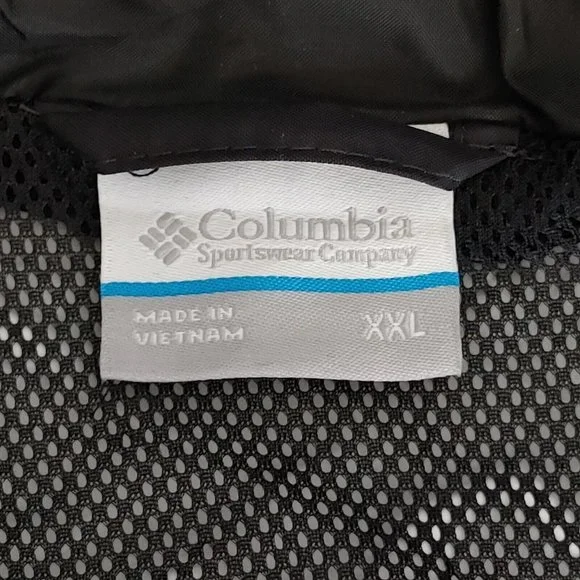 Columbia
Sportswear Company
MADE IN
VIETNAM
XXL